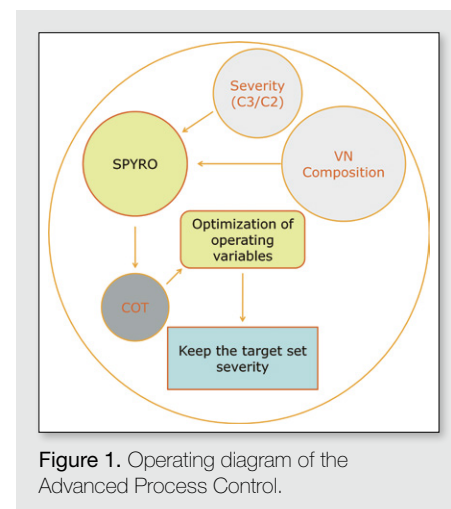 Severity
(C3/C2)
SPYRO
VN
Composition
Optimization of
operating
variables
COT
Keep the target set
severity
Figure 1. Operating diagram of the
Advanced Process Control.